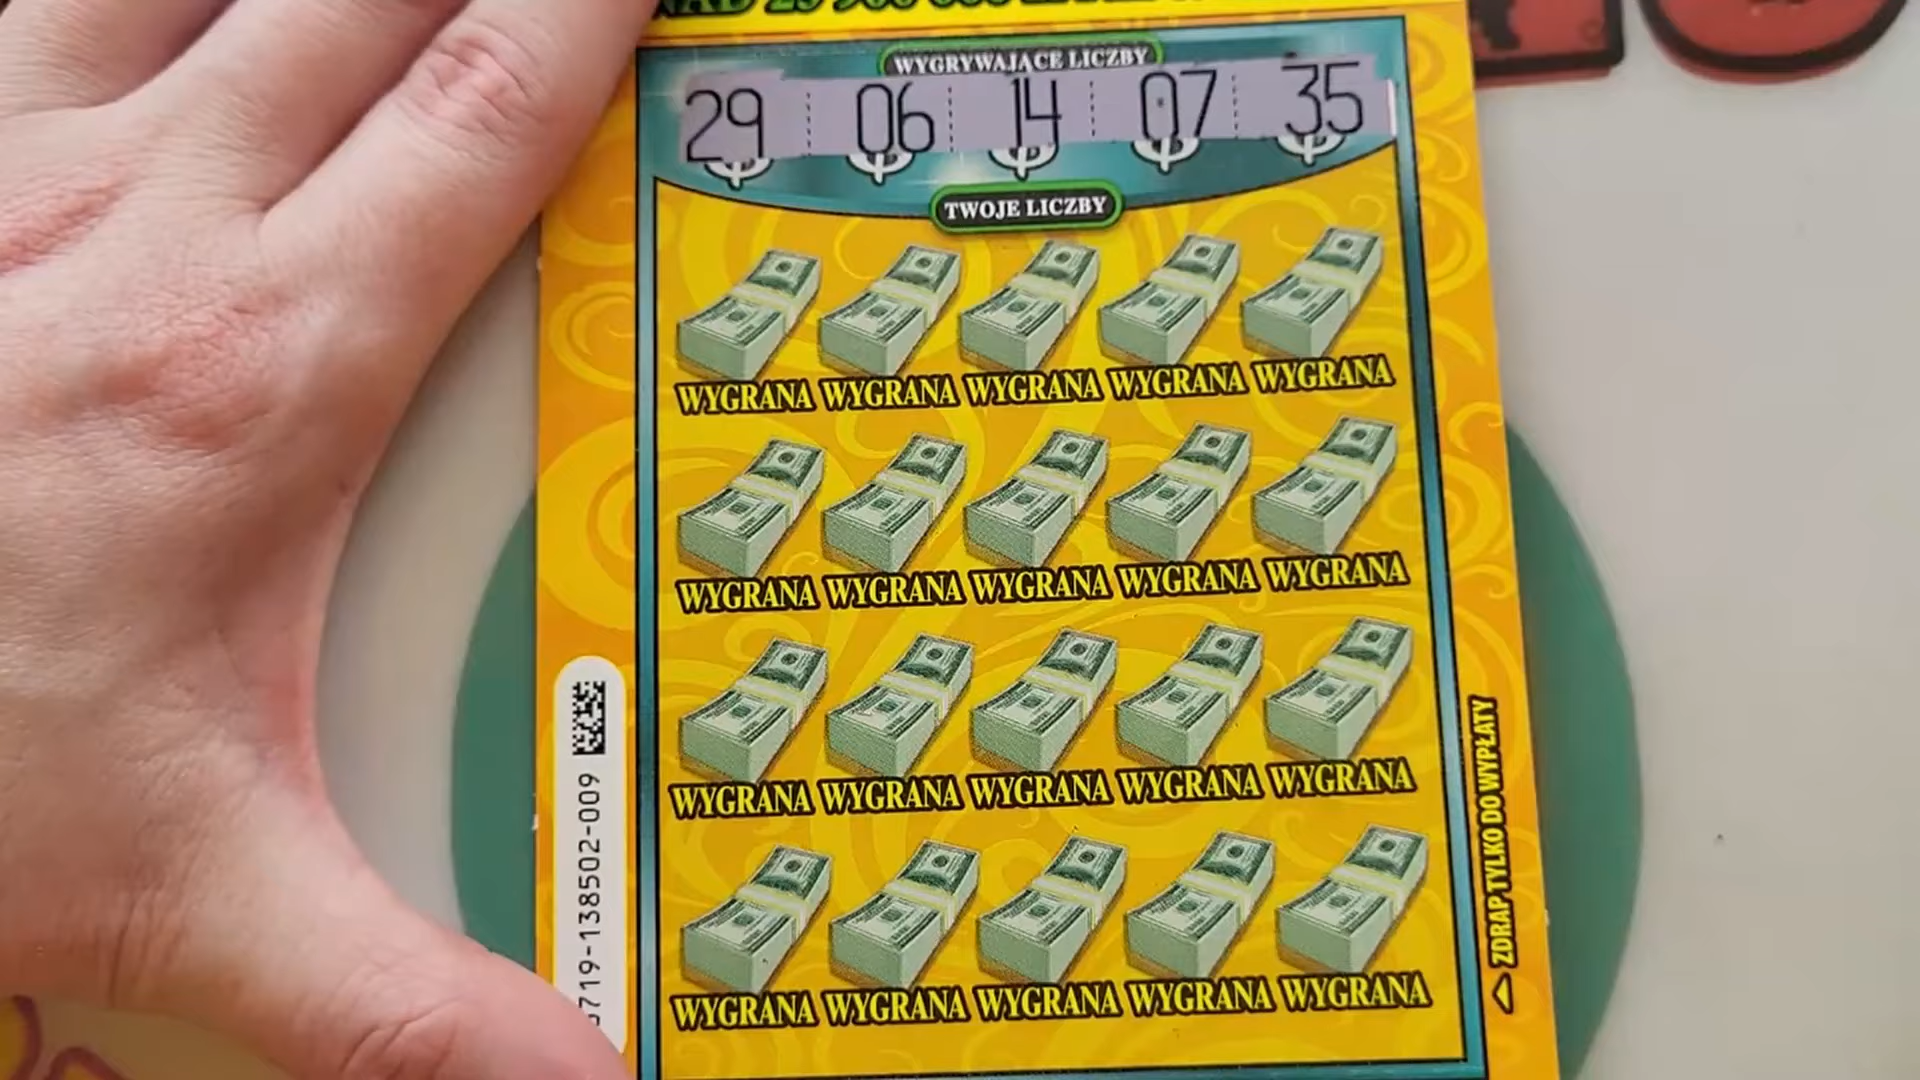 WYGRYWAJĄCE LICZBY
29 06 14 07 35
TWOJE LICZBY
WYGRANA WYGRANA WYGRANA WYGRANA WYGRANA
WYGRANA WYGRANA WYGRANA WYGRANA WYGRANA
WYGRANA WYGRANA WYGRANA WYGRANA WYGRANA
WYGRANA WYGRANA WYGRANA WYGRANA WYGRANA
719-138502-009
ZDRAP TYLKO DO WYPŁATY